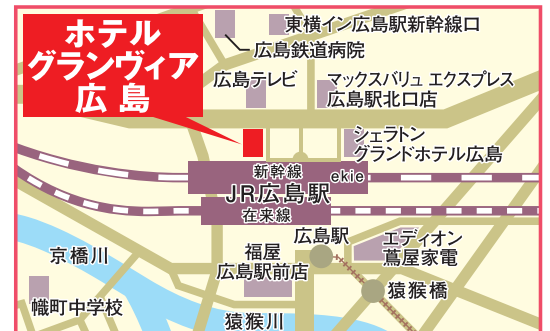 ホテル
グランヴィア
広島
東横イン広島駅新幹線口
広島鉄道病院
広島テレビ
マックスバリュ エクスプレス
広島駅北口店
シェラトン
グランドホテル広島
新幹線
ekie
JR広島駅
在来線
広島駅
エディオン
蔦屋家電
京橋川
福屋
広島駅前店
猿猴橋
幟町中学校
猿猴川